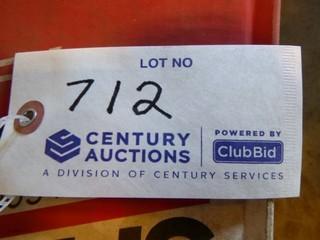 LOT NO
712
CENTURY AUCTIONS
POWERED BY
ClubBid
A DIVISION OF CENTURY SERVICES